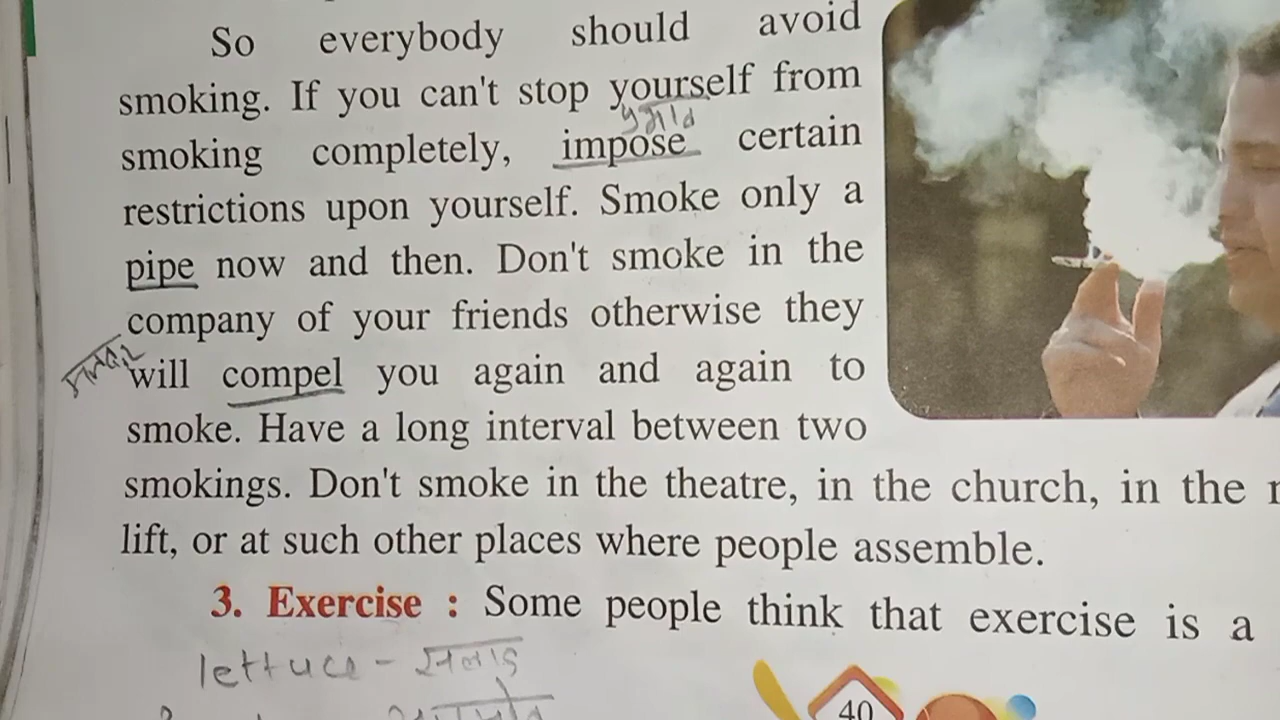 So everybody should avoid
smoking. If you can't stop yourself from
smoking completely, impose certain
restrictions upon yourself. Smoke only a
pipe now and then. Don't smoke in the
company of your friends otherwise they
will compel you again and again to
smoke. Have a long interval between two
smokings. Don't smoke in the theatre, in the church, in the
lift, or at such other places where people assemble.
3. Exercise : Some people think that exercise is a
lettuce - सलाद
40